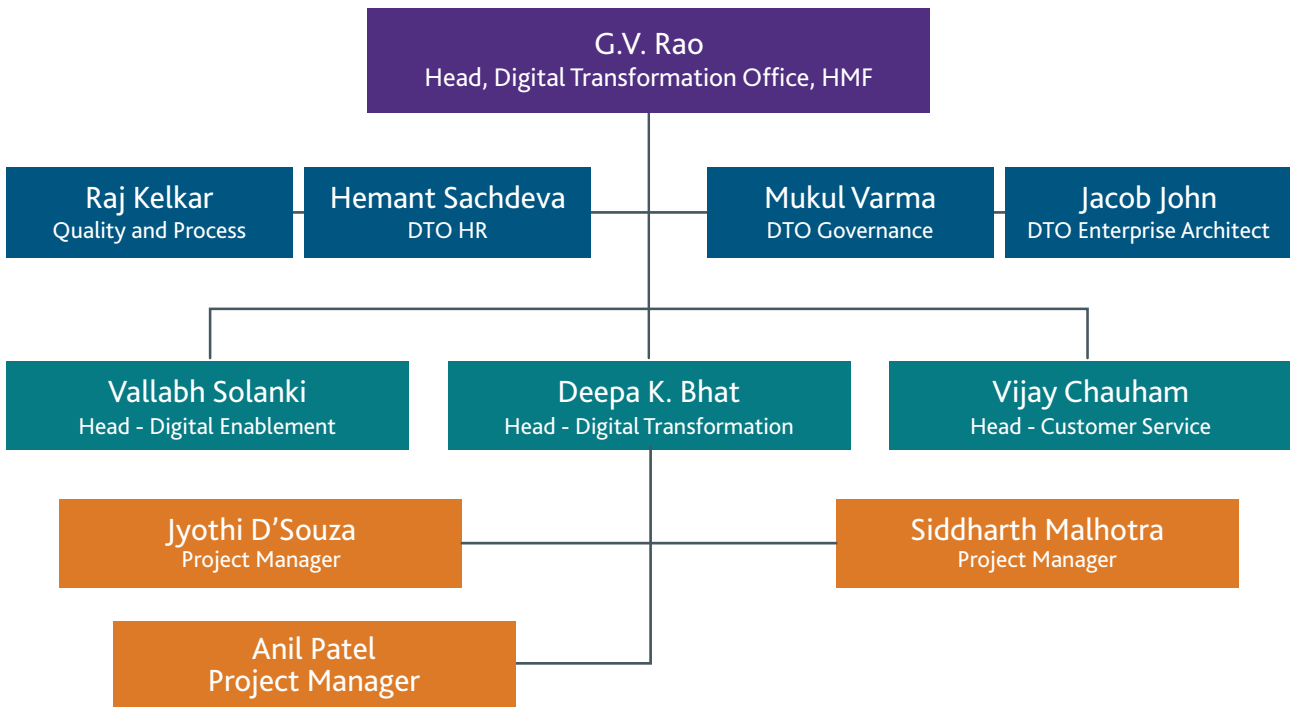 G.V. Rao
Head, Digital Transformation Office, HMF
Raj Kelkar
Quality and Process
Hemant Sachdeva
DTO HR
Mukul Varma
DTO Governance
Jacob John
DTO Enterprise Architect
Vallabh Solanki
Head - Digital Enablement
Deepa K. Bhat
Head - Digital Transformation
Vijay Chauham
Head - Customer Service
Jyothi D’Souza
Project Manager
Siddharth Malhotra
Project Manager
Anil Patel
Project Manager